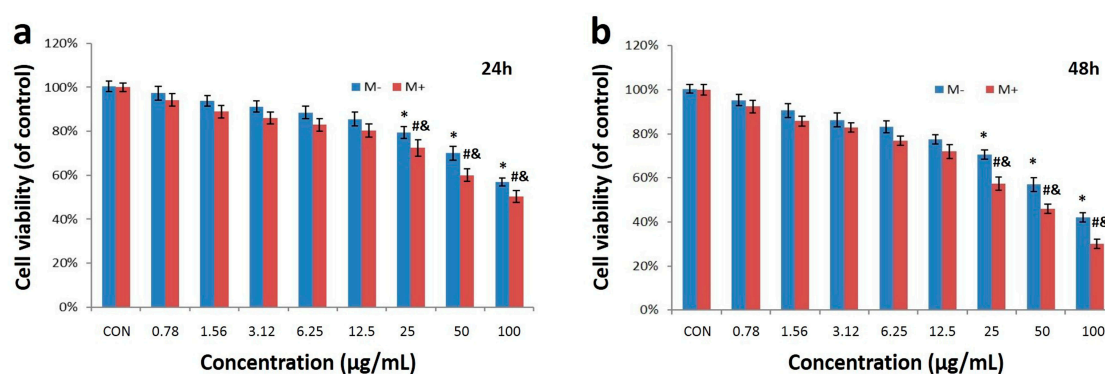 a
120%
100%
80%
60%
40%
20%
0%
Cell viability (of control)
24h
M- M+
* #& * #& * #&
CON 0.78 1.56 3.12 6.25 12.5 25 50 100
Concentration (µg/mL)
b
120%
100%
80%
60%
40%
20%
0%
Cell viability (of control)
48h
M- M+
* #& * #& * #&
CON 0.78 1.56 3.12 6.25 12.5 25 50 100
Concentration (µg/mL)